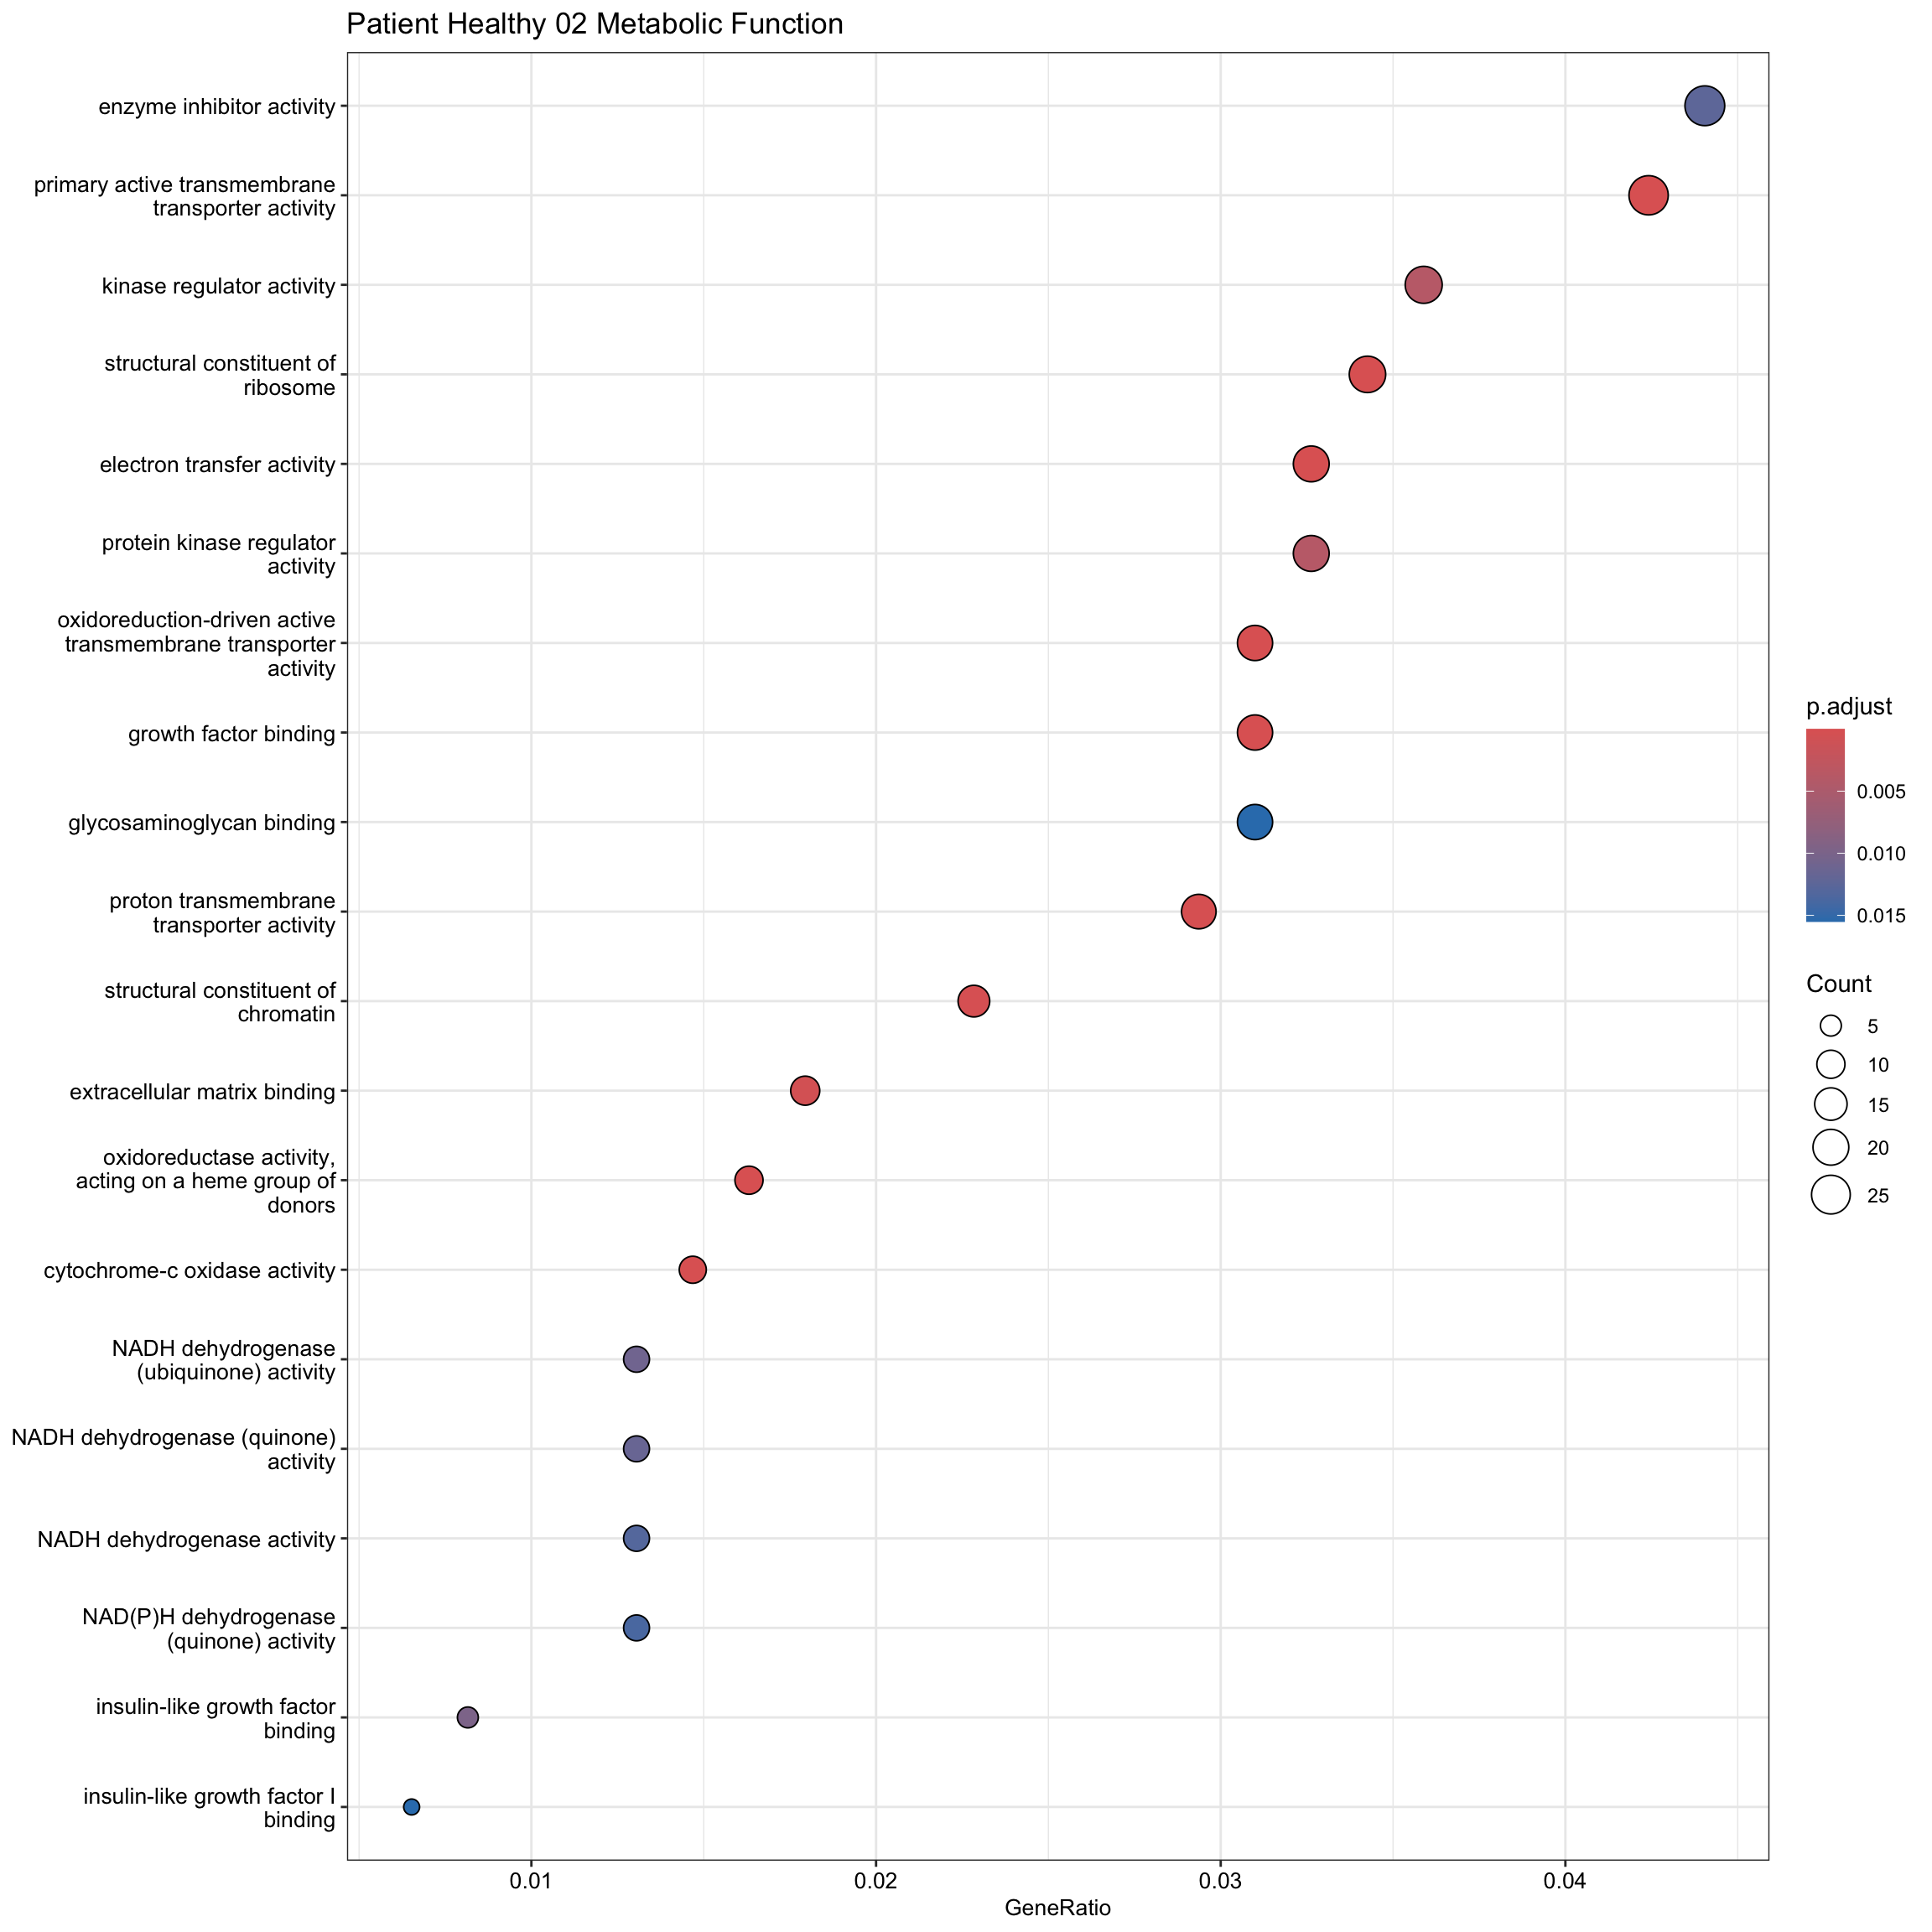 Patient Healthy 02 Metabolic Function
enzyme inhibitor activity
primary active transmembrane
transporter activity
kinase regulator activity
structural constituent of
ribosome
electron transfer activity
protein kinase regulator
activity
oxidoreduction-driven active
transmembrane transporter
activity
growth factor binding
glycosaminoglycan binding
proton transmembrane
transporter activity
structural constituent of
chromatin
extracellular matrix binding
oxidoreductase activity,
acting on a heme group of
donors
cytochrome-c oxidase activity
NADH dehydrogenase
(ubiquinone) activity
NADH dehydrogenase (quinone)
activity
NADH dehydrogenase activity
NAD(P)H dehydrogenase
(quinone) activity
insulin-like growth factor
binding
insulin-like growth factor I
binding
0.01
0.02
0.03
0.04
GeneRatio
p.adjust
0.005
0.010
0.015
Count
5
10
15
20
25